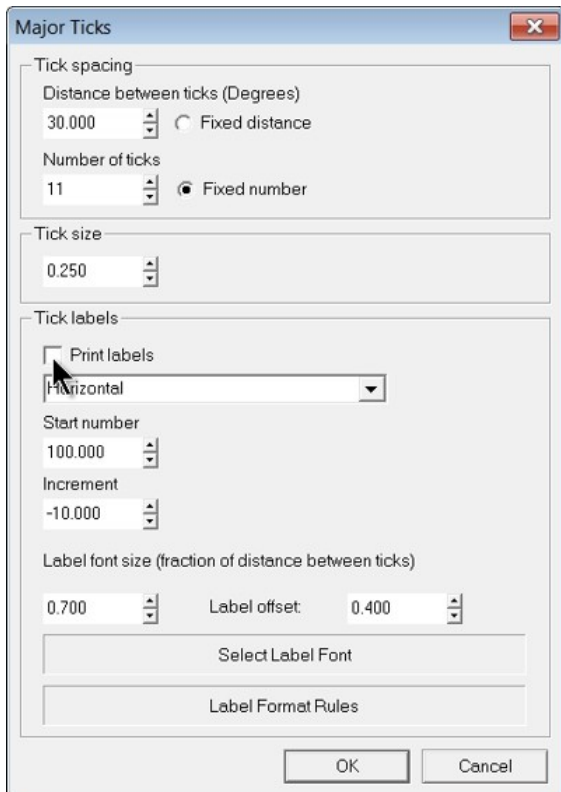 Major Ticks
Tick spacing
Distance between ticks (Degrees)
30.000 Fixed distance
Number of ticks
11 Fixed number
Tick size
0.250
Tick labels
Print labels
Horizontal
Start number
100.000
Increment
-10.000
Label font size (fraction of distance between ticks)
0.700 Label offset: 0.400
Select Label Font
Label Format Rules
OK Cancel